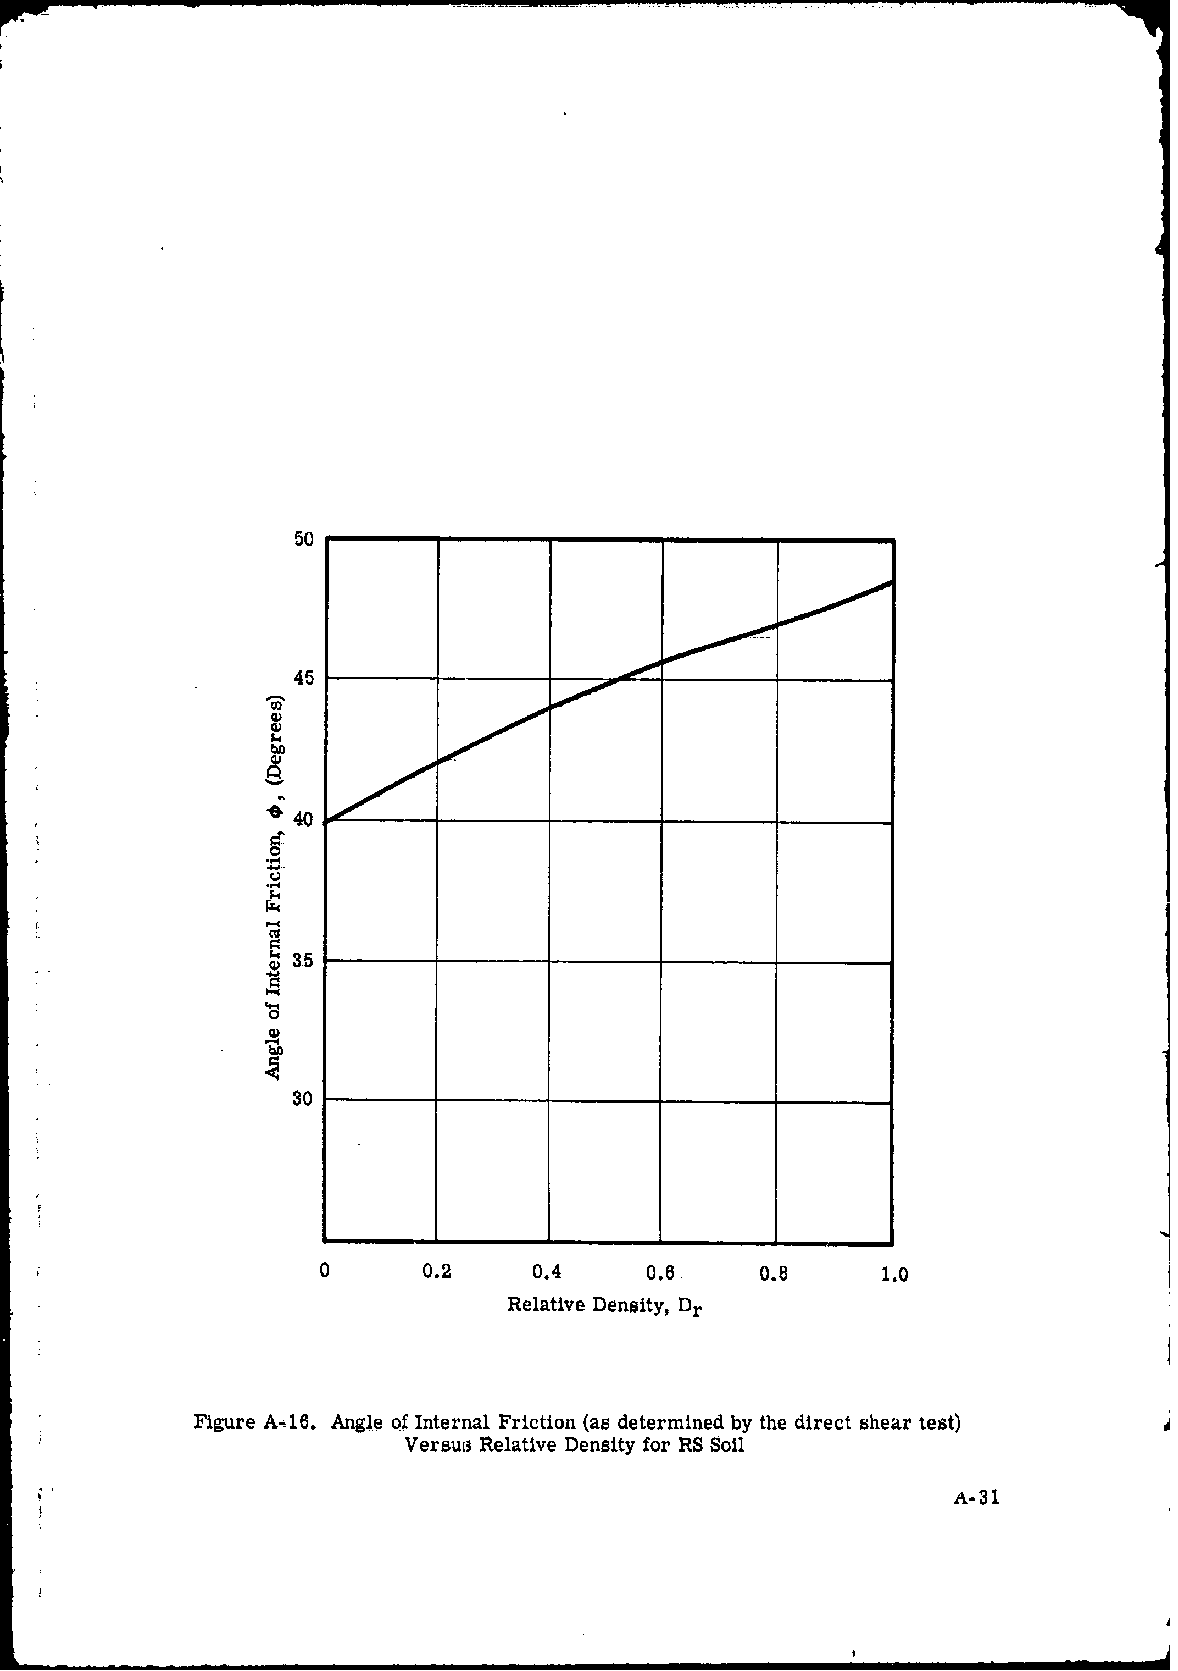 50
45
40
35
30
Angle of Internal Friction, Φ, (Degrees)
0 0.2 0.4 0.6 0.8 1.0
Relative Density, Dr
Figure A-16. Angle of Internal Friction (as determined by the direct shear test)
Versus Relative Density for RS Soil
A-31